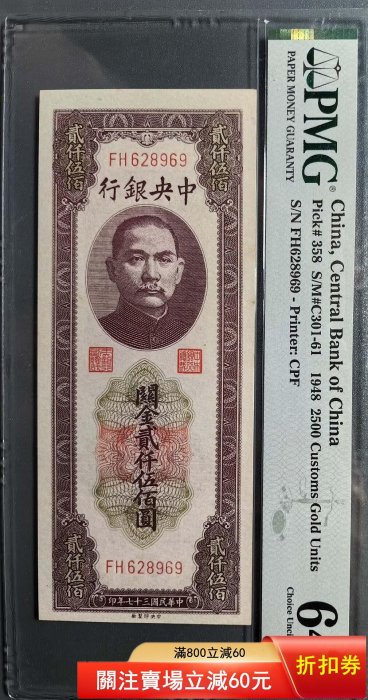 貳仟伍佰
貳仟伍佰
FH628969
行銀央中
關金貳仟伍佰圓
FH628969
貳仟伍佰
貳仟伍佰
印年七十三國民華中
PMG
PAPER MONEY GUARANTY
China, Central Bank of China
Pick# 358 S/M#C301-61 1948 2500 Customs Gold Units
S/N FH628969 - Printer: CPF
滿800立減60
關注賣場立減60元
折扣券